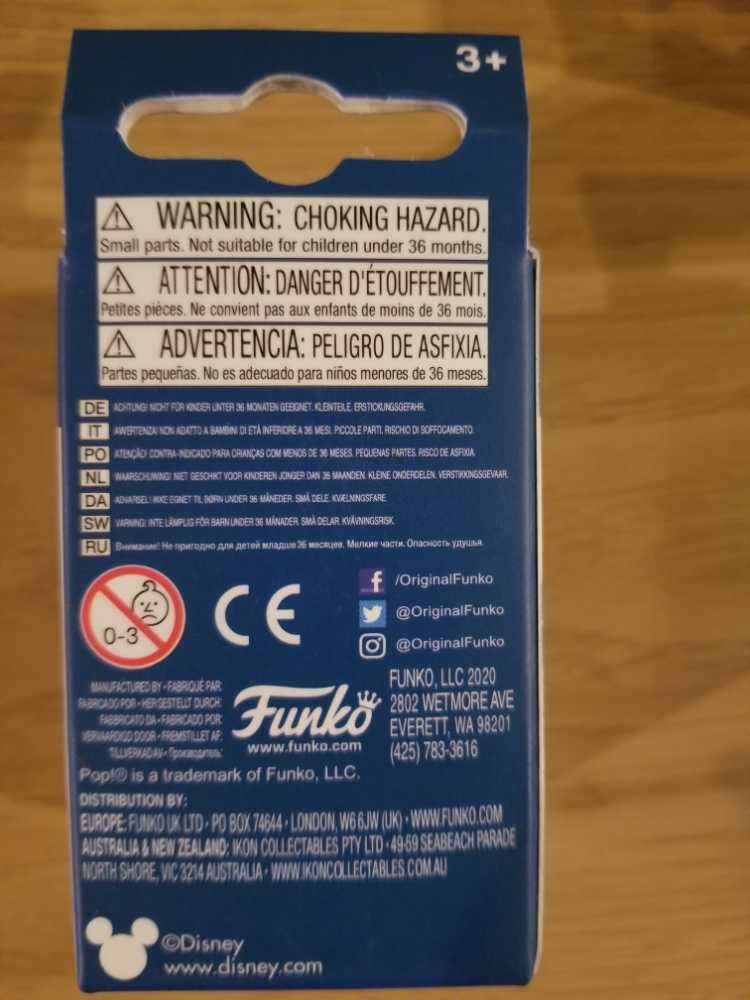 3+
⚠ WARNING: CHOKING HAZARD.
Small parts. Not suitable for children under 36 months.
⚠ ATTENTION: DANGER D'ÉTOUFFEMENT.
Petites pièces. Ne convient pas aux enfants de moins de 36 mois.
⚠ ADVERTENCIA: PELIGRO DE ASFIXIA.
Partes pequeñas. No es adecuado para niños menores de 36 meses.
DE ACHTUNG! NICHT FÜR KINDER UNTER 36 MONATEN GEEIGNET. KLEINTEILE. ERSTICKUNGSGEFAHR.
IT AVVERTENZA! NON ADATTO A BAMBINI DI ETÀ INFERIORE A 36 MESI. PICCOLE PARTI. RISCHIO DI SOFFOCAMENTO.
PO ATENÇÃO! CONTRA-INDICADO PARA CRIANÇAS COM MENOS DE 36 MESES. PEQUENAS PARTES. RISCO DE ASFIXIA.
NL WAARSCHUWING! NIET GESCHIKT VOOR KINDEREN JONGER DAN 36 MAANDEN. KLEINE ONDERDELEN. VERSTIKKINGSGEVAAR.
DA ADVARSEL! IKKE EGNET TIL BØRN UNDER 36 MÅNEDER. SMÅ DELE. KVÆLNINGSFARE.
SW VARNING! INTE LÄMPLIG FÖR BARN UNDER 36 MÅNADER. SMÅ DELAR. KVÄVNINGSRISK.
RU Внимание! Не пригодно для детей младше 36 месяцев. Мелкие части. Опасность удушья.
0-3
CE
f /OriginalFunko
@OriginalFunko
@OriginalFunko
MANUFACTURED BY • FABRIQUÉ PAR:
FABRICADO POR • HERGESTELLT DURCH:
FABBRICATO DA • FABRICADO POR:
VERVAARDIGD DOOR • FREMSTILLET AF:
TILLVERKAD AV • Производитель:
Funko
www.funko.com
FUNKO, LLC 2020
2802 WETMORE AVE
EVERETT, WA 98201
(425) 783-3616
Pop!® is a trademark of Funko, LLC.
DISTRIBUTION BY:
EUROPE: FUNKO UK LTD • PO BOX 74644 • LONDON, W6 6JW (UK) • WWW.FUNKO.COM
AUSTRALIA & NEW ZEALAND: IKON COLLECTABLES PTY LTD • 49-59 SEABEACH PARADE
NORTH SHORE, VIC 3214 AUSTRALIA • WWW.IKONCOLLECTABLES.COM.AU
©Disney
www.disney.com